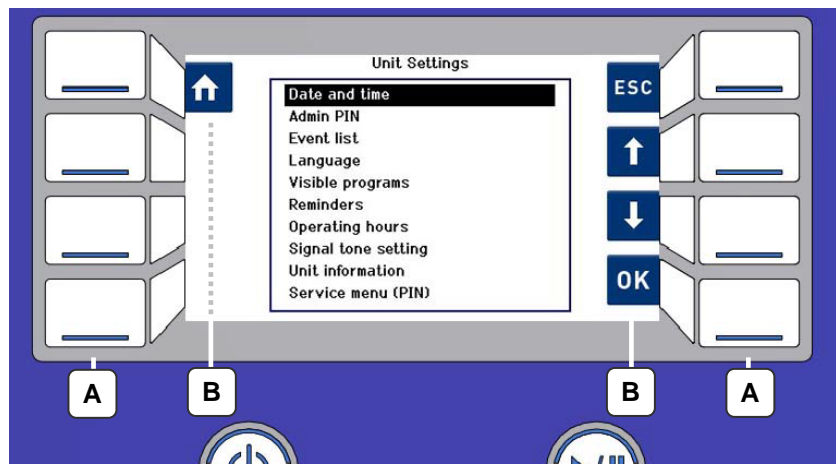 Unit Settings
Date and time
Admin PIN
Event list
Language
Visible programs
Reminders
Operating hours
Signal tone setting
Unit information
Service menu (PIN)
ESC
OK
A
B
B
A